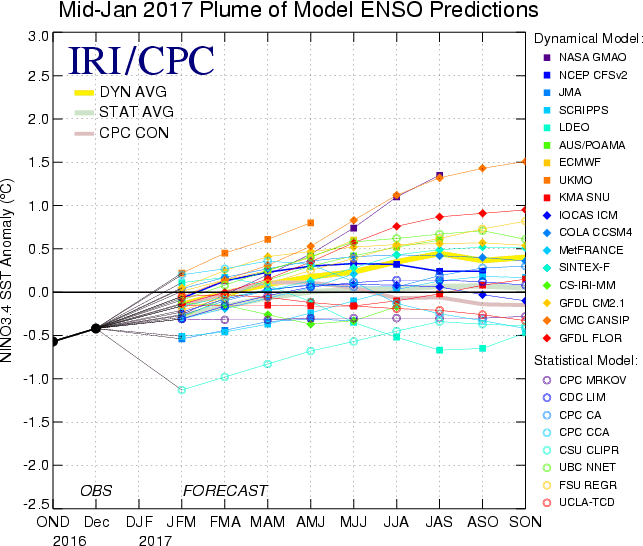 Mid-Jan 2017 Plume of Model ENSO Predictions
IRI/CPC
DYN AVG
STAT AVG
CPC CON
NINO3.4 SST Anomaly (°C)
3.0
2.5
2.0
1.5
1.0
0.5
0.0
-0.5
-1.0
-1.5
-2.0
-2.5
OBS FORECAST
OND Dec DJF JFM FMA MAM AMJ MJJ JJA JAS ASO SON
2016 2017
Dynamical Model:
NASA GMAO
NCEP CFSv2
JMA
SCRIPPS
LDEO
AUS/POAMA
ECMWF
UKMO
KMA SNU
IOCAS ICM
COLA CCSM4
MetFRANCE
SINTEX-F
CS-IRI-MM
GFDL CM2.1
CMC CANSIP
GFDL FLOR
Statistical Model:
CPC MRKOV
CDC LIM
CPC CA
CPC CCA
CSU CLIPR
UBC NNET
FSU REGR
UCLA-TCD